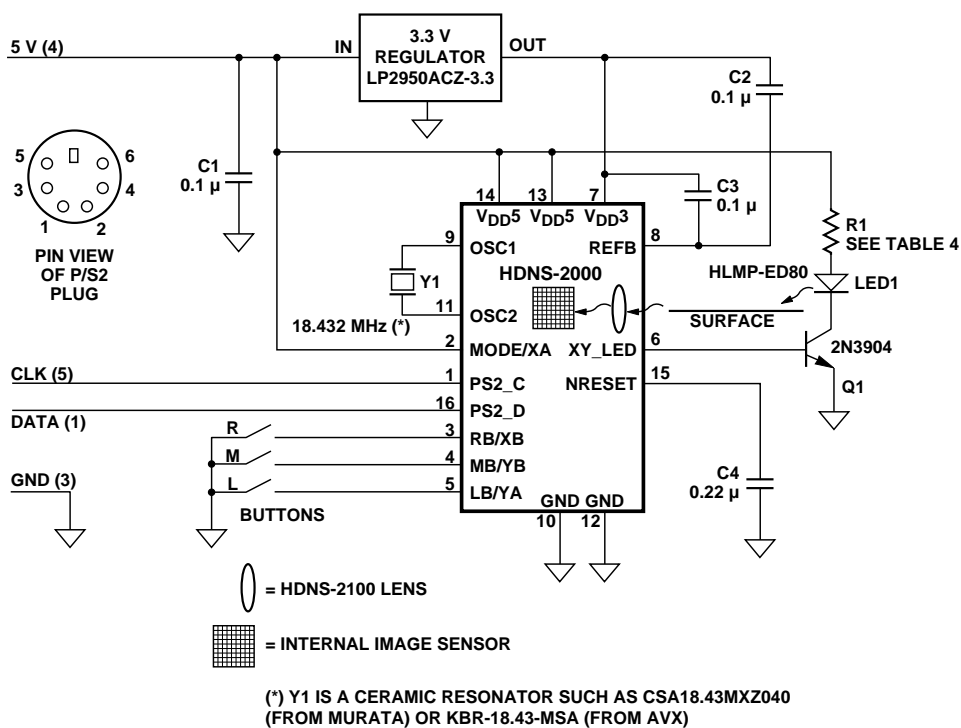 5 V (4)
IN
3.3 V
REGULATOR
LP2950ACZ-3.3
OUT
C2
0.1 µ
5
6
3
4
1
2
PIN VIEW
OF P/S2
PLUG
C1
0.1 µ
14
13
7
VDD5
VDD5
VDD3
C3
0.1 µ
R1
SEE TABLE 4
9
OSC1
REFB
8
Y1
HDNS-2000
HLMP-ED80
LED1
11
OSC2
18.432 MHz (*)
SURFACE
2
MODE/XA
XY_LED
6
2N3904
Q1
CLK (5)
1
PS2_C
NRESET
15
DATA (1)
16
PS2_D
R
3
RB/XB
M
4
MB/YB
L
5
LB/YA
GND (3)
BUTTONS
GND
GND
10
12
C4
0.22 µ
= HDNS-2100 LENS
= INTERNAL IMAGE SENSOR
(*) Y1 IS A CERAMIC RESONATOR SUCH AS CSA18.43MXZ040
(FROM MURATA) OR KBR-18.43-MSA (FROM AVX)